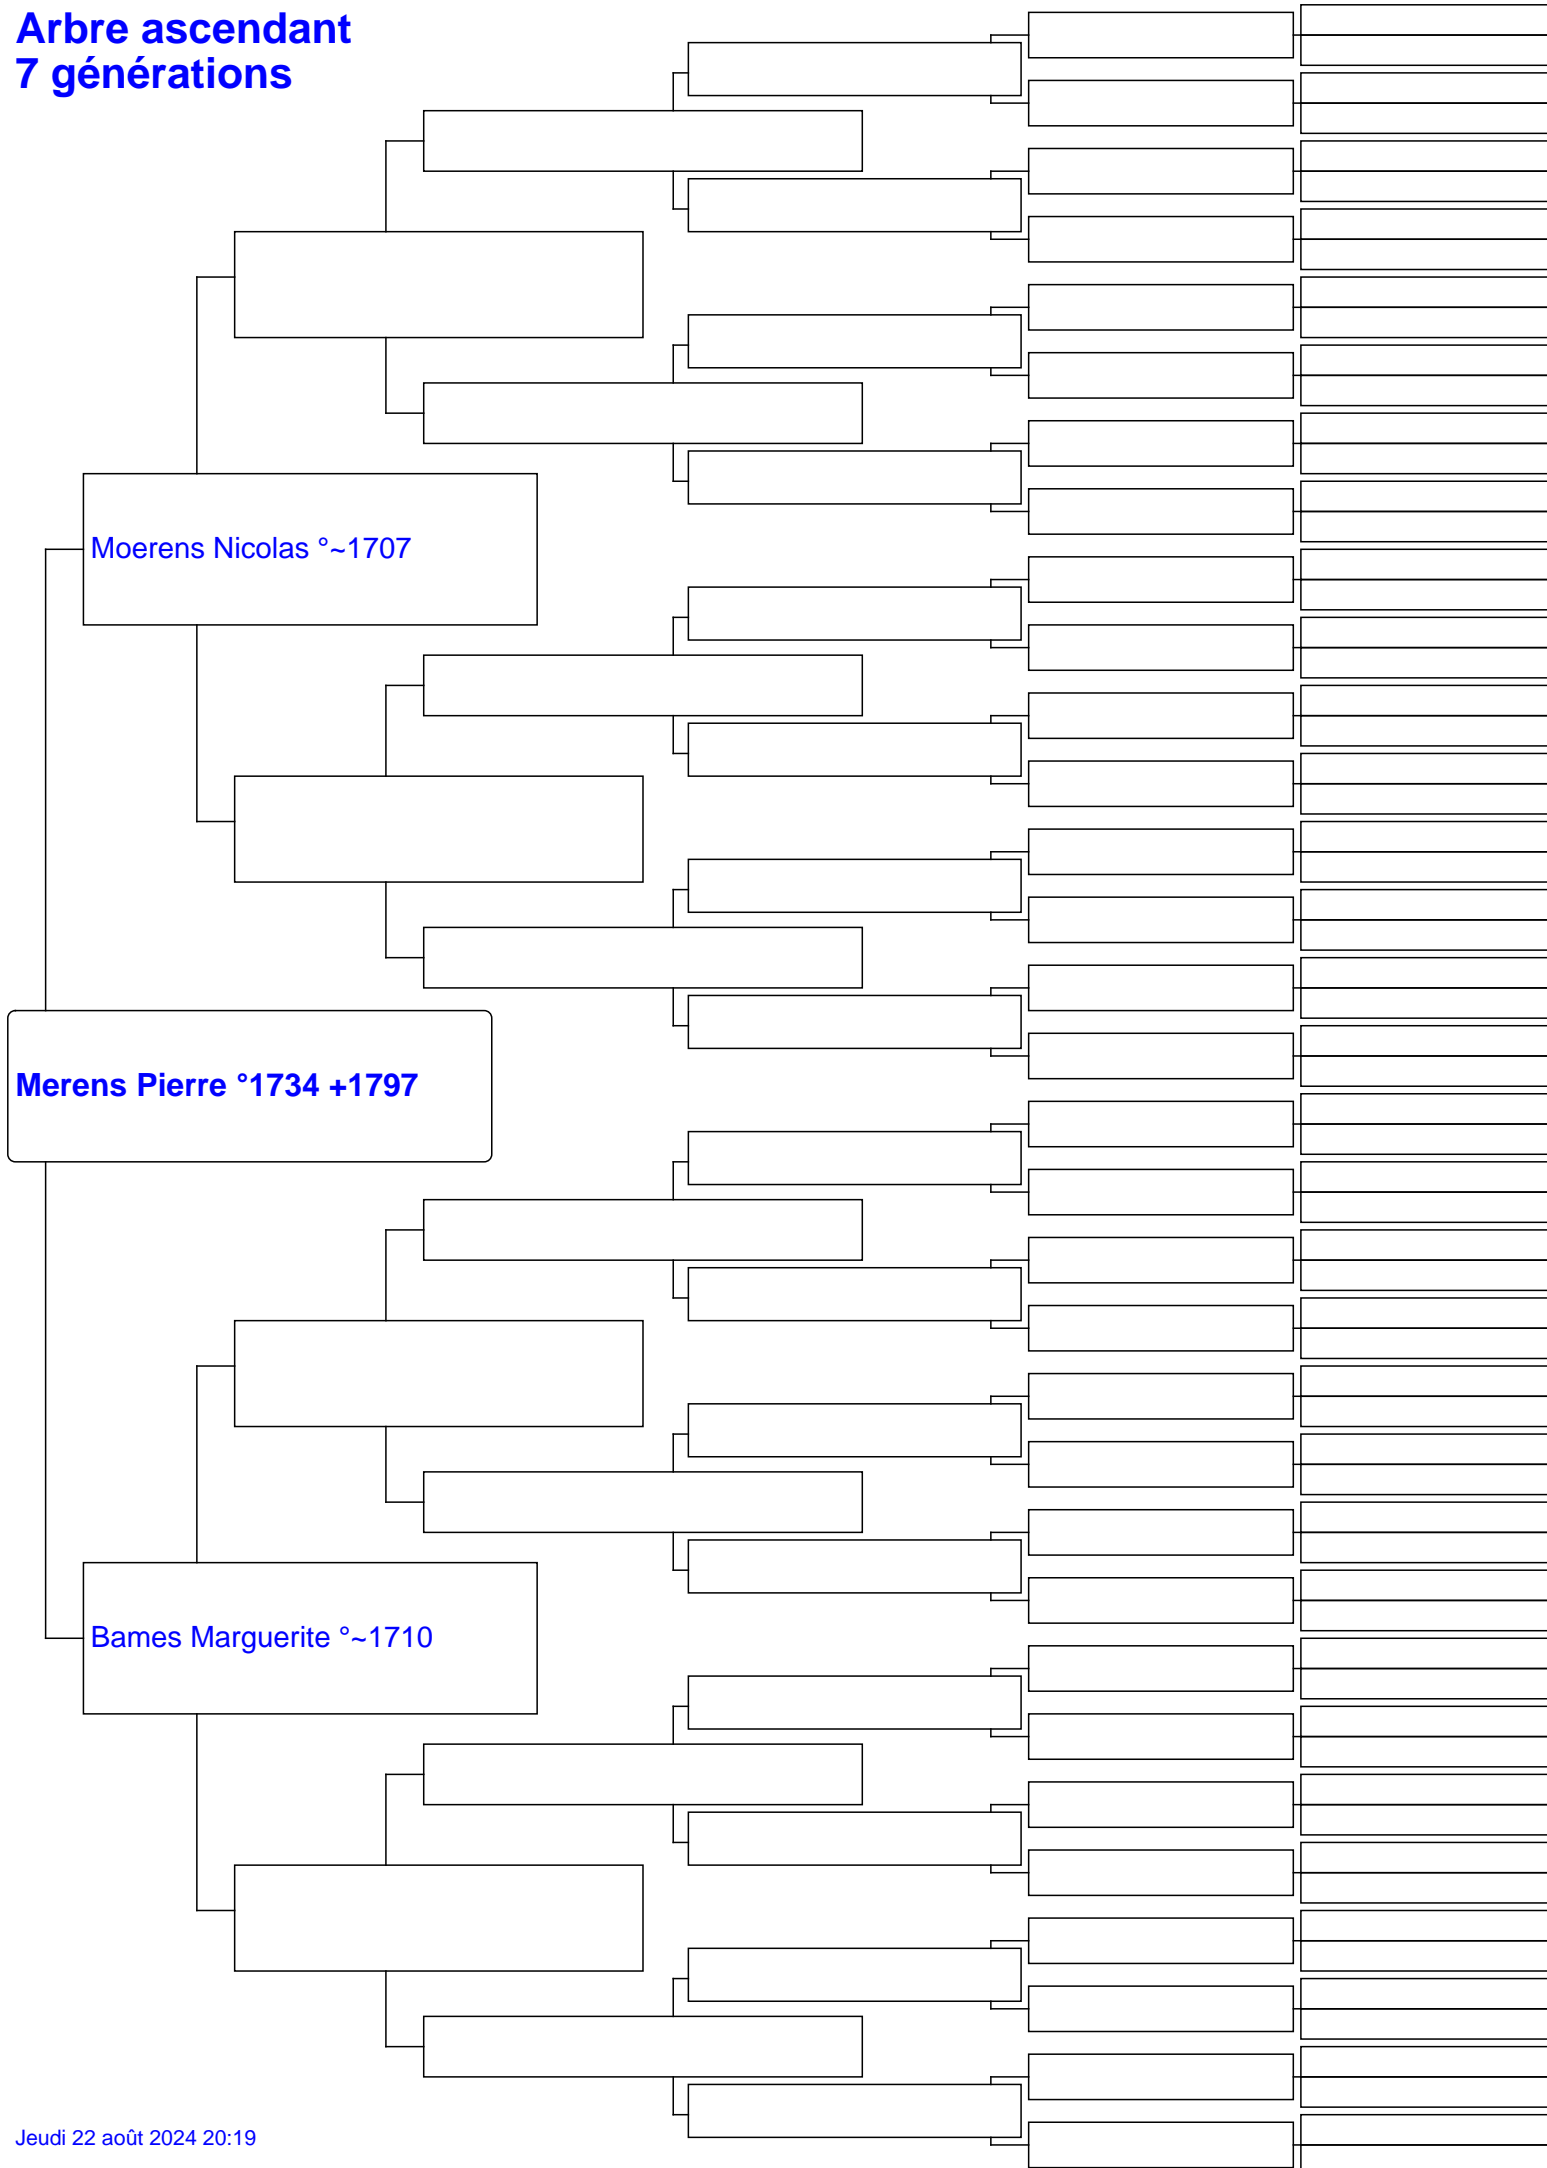 Arbre ascendant
7 générations
Moerens Nicolas °~1707
Merens Pierre °1734 +1797
Bames Marguerite °~1710
Jeudi 22 août 2024 20:19